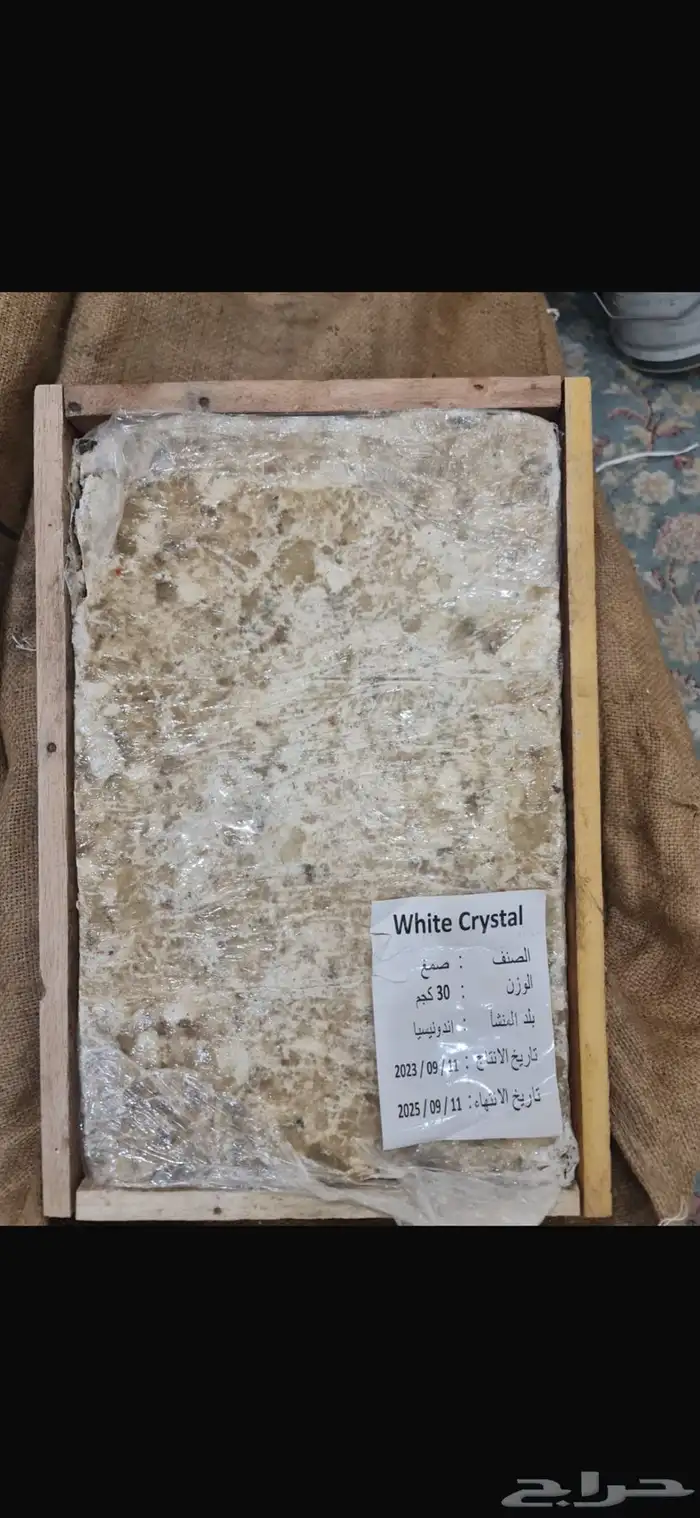 White Crystal
الصنف : صمغ
الوزن : 30 كجم
بلد المنشأ : اندونيسيا
تاريخ الانتاج : 11 / 09 / 2023
تاريخ الانتهاء : 11 / 09 / 2025
حراج